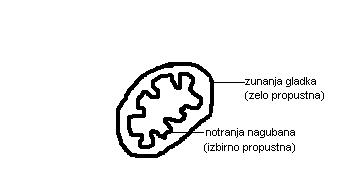 zunanja gladka
(zelo propustna)
notranja nagubana
(izbirno propustna)